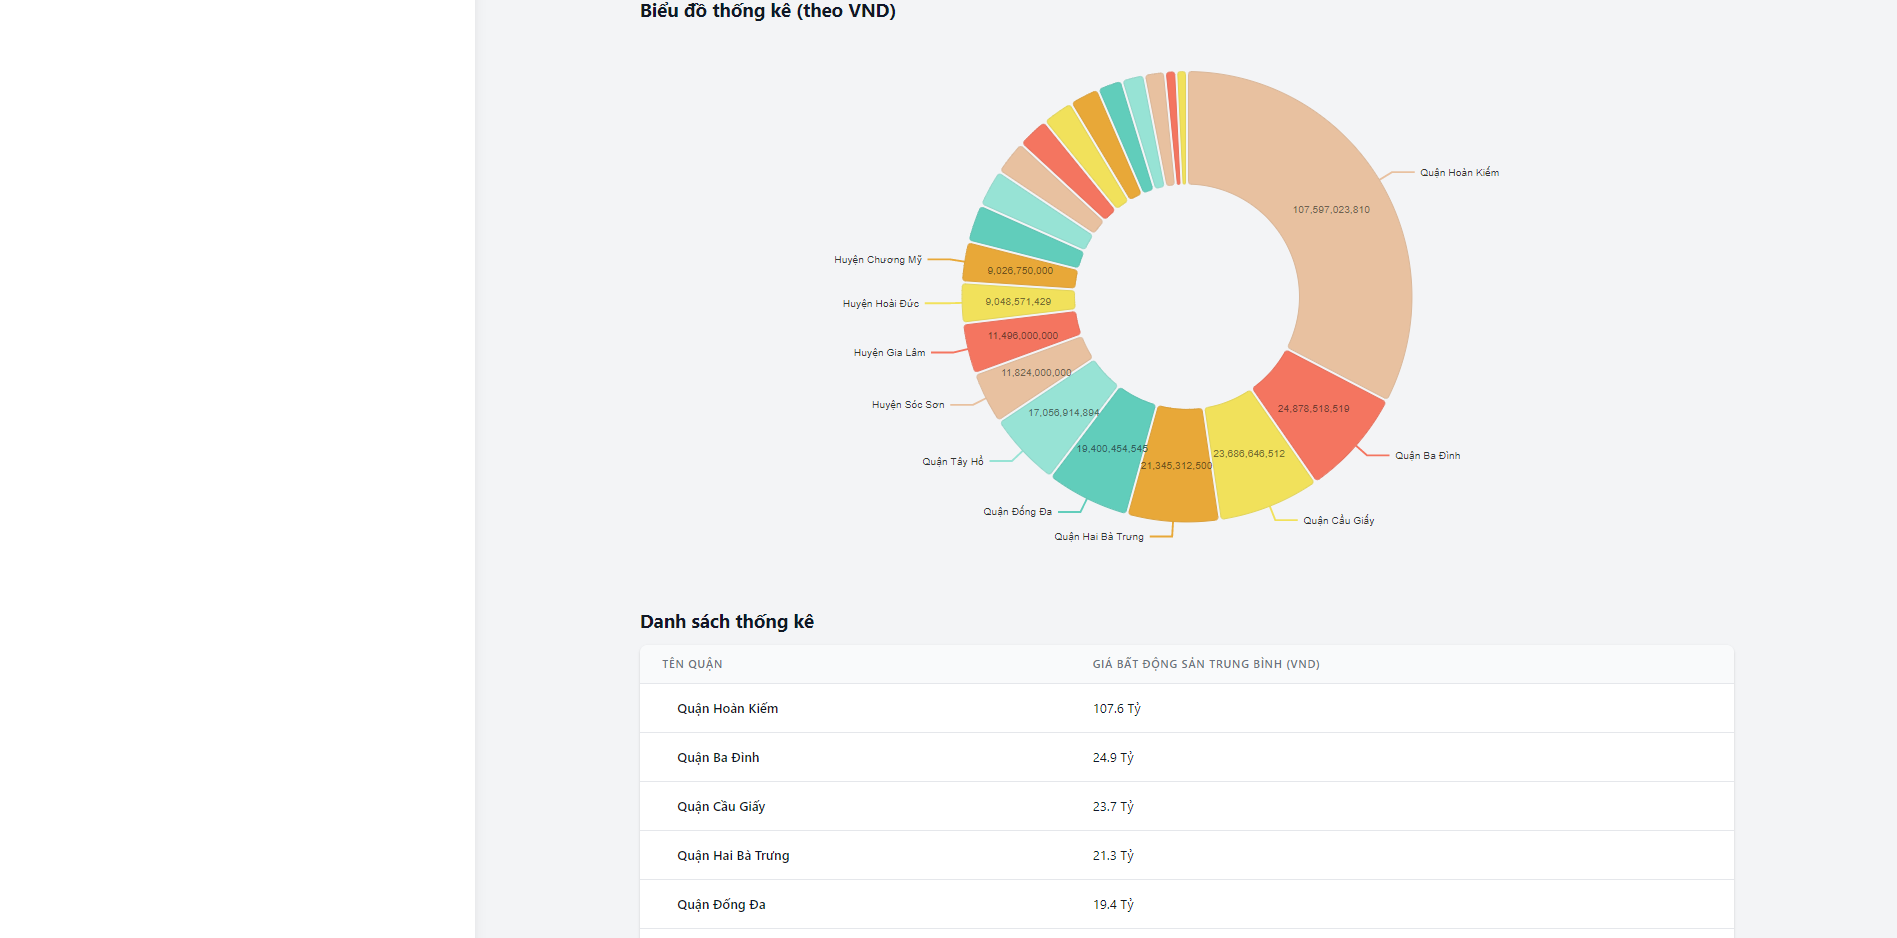 Biểu đồ thống kê (theo VND)
Quận Hoàn Kiếm
107,597,023,810
Huyện Chương Mỹ
9,026,750,000
Huyện Hoài Đức
9,048,571,429
Huyện Gia Lâm
11,496,000,000
11,824,000,000
Huyện Sóc Sơn
17,056,914,894
24,878,518,519
Quận Tây Hồ
19,400,454,545
21,345,312,500
23,686,646,512
Quận Ba Đình
Quận Đống Đa
Quận Cầu Giấy
Quận Hai Bà Trưng
Danh sách thống kê
TÊN QUẬN GIÁ BẤT ĐỘNG SẢN TRUNG BÌNH (VND)
Quận Hoàn Kiếm 107.6 Tỷ
Quận Ba Đình 24.9 Tỷ
Quận Cầu Giấy 23.7 Tỷ
Quận Hai Bà Trưng 21.3 Tỷ
Quận Đống Đa 19.4 Tỷ